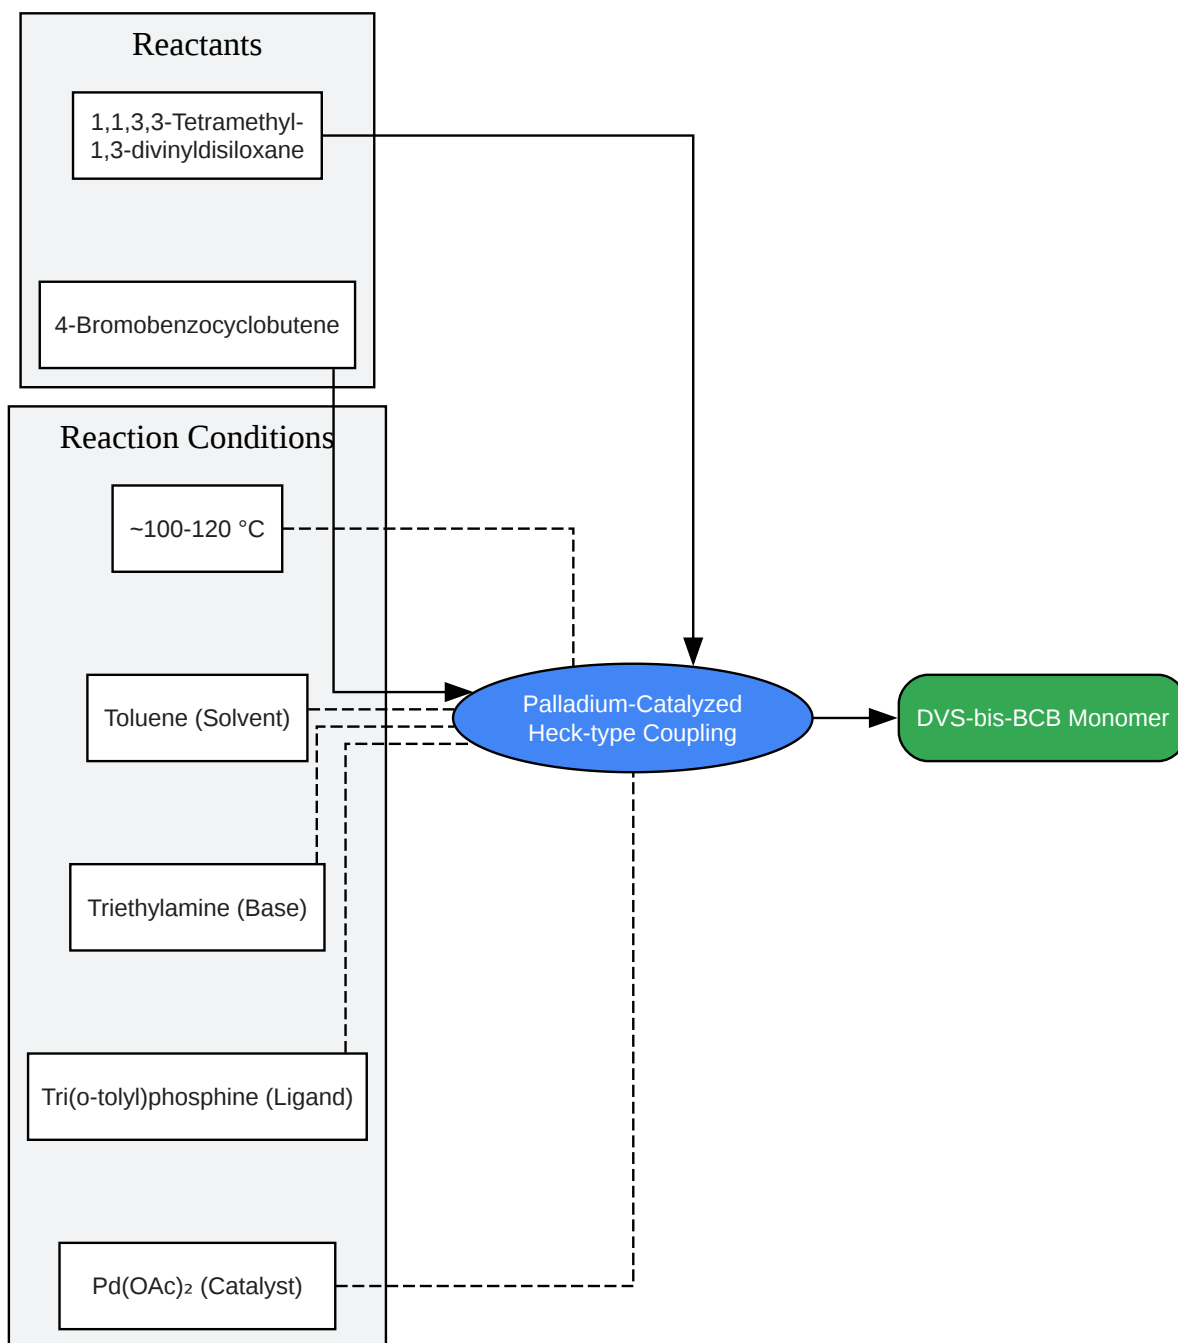 Reactants
1,1,3,3-Tetramethyl-
1,3-divinyldisiloxane
4-Bromobenzocyclobutene
Reaction Conditions
~100-120 °C
Toluene (Solvent)
Triethylamine (Base)
Tri(o-tolyl)phosphine (Ligand)
Pd(OAc)₂ (Catalyst)
Palladium-Catalyzed
Heck-type Coupling
DVS-bis-BCB Monomer